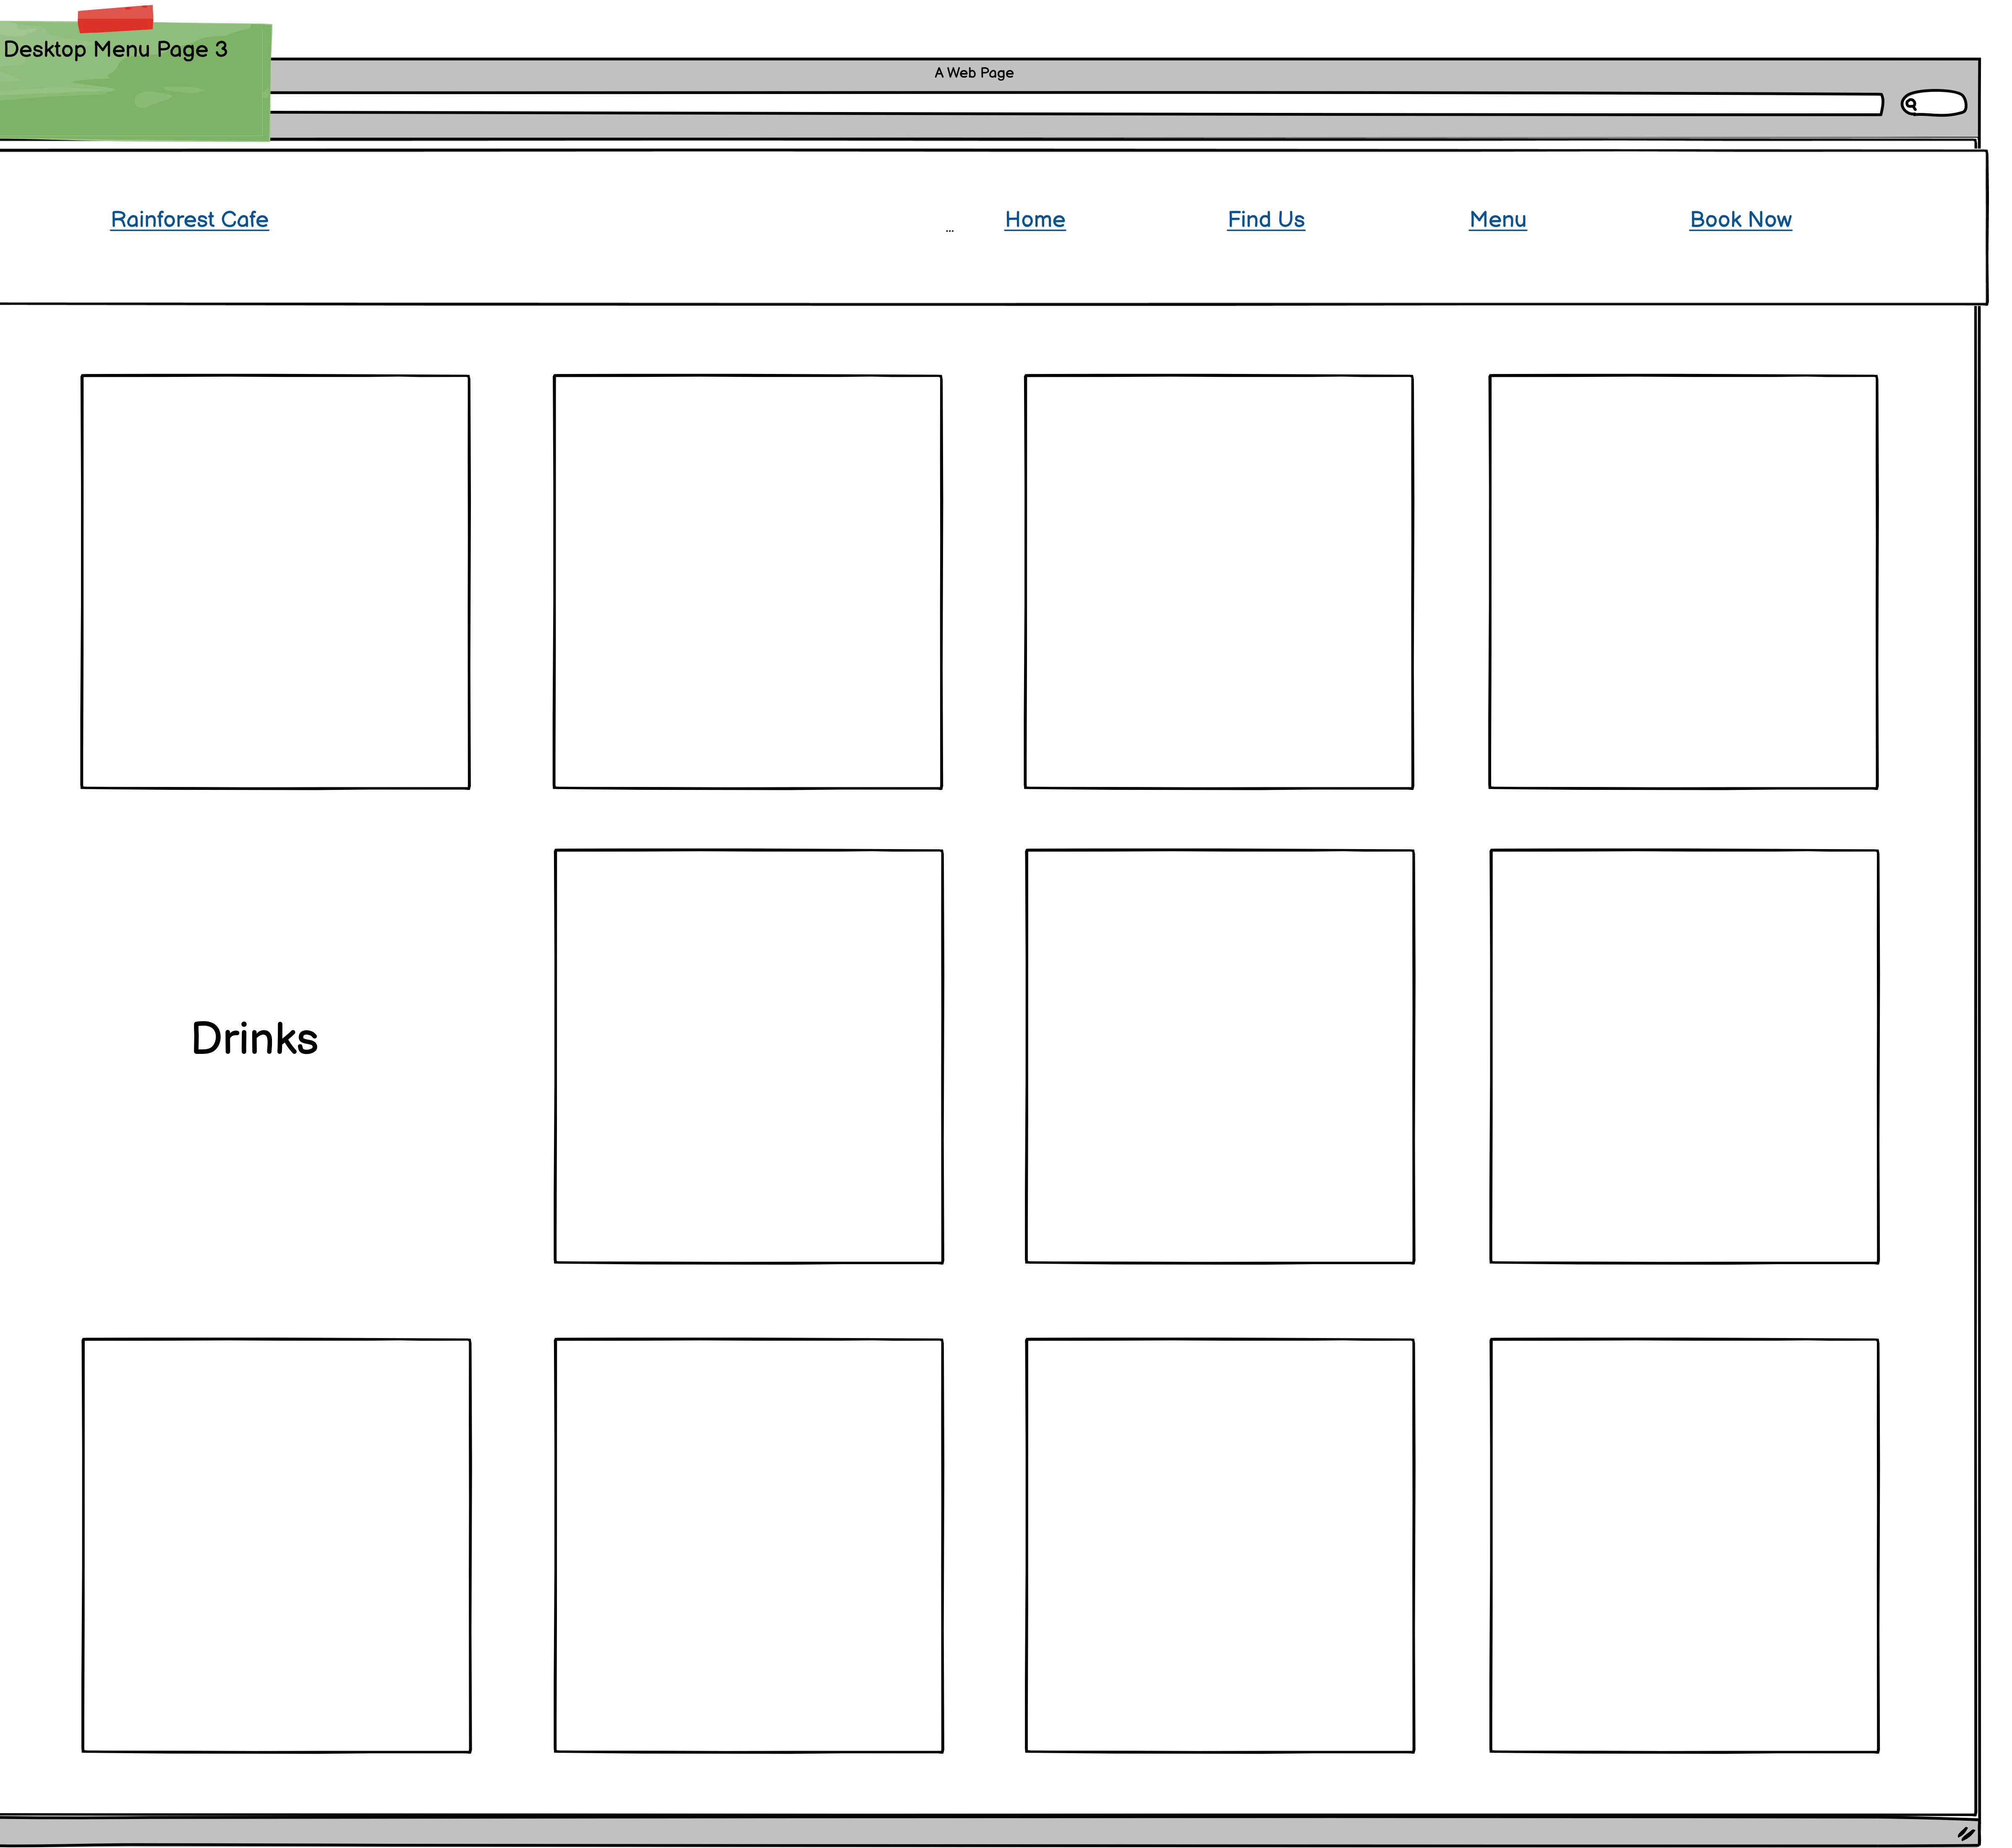 Desktop Menu Page 3
A Web Page
Rainforest Cafe ... Home Find Us Menu Book Now
Drinks